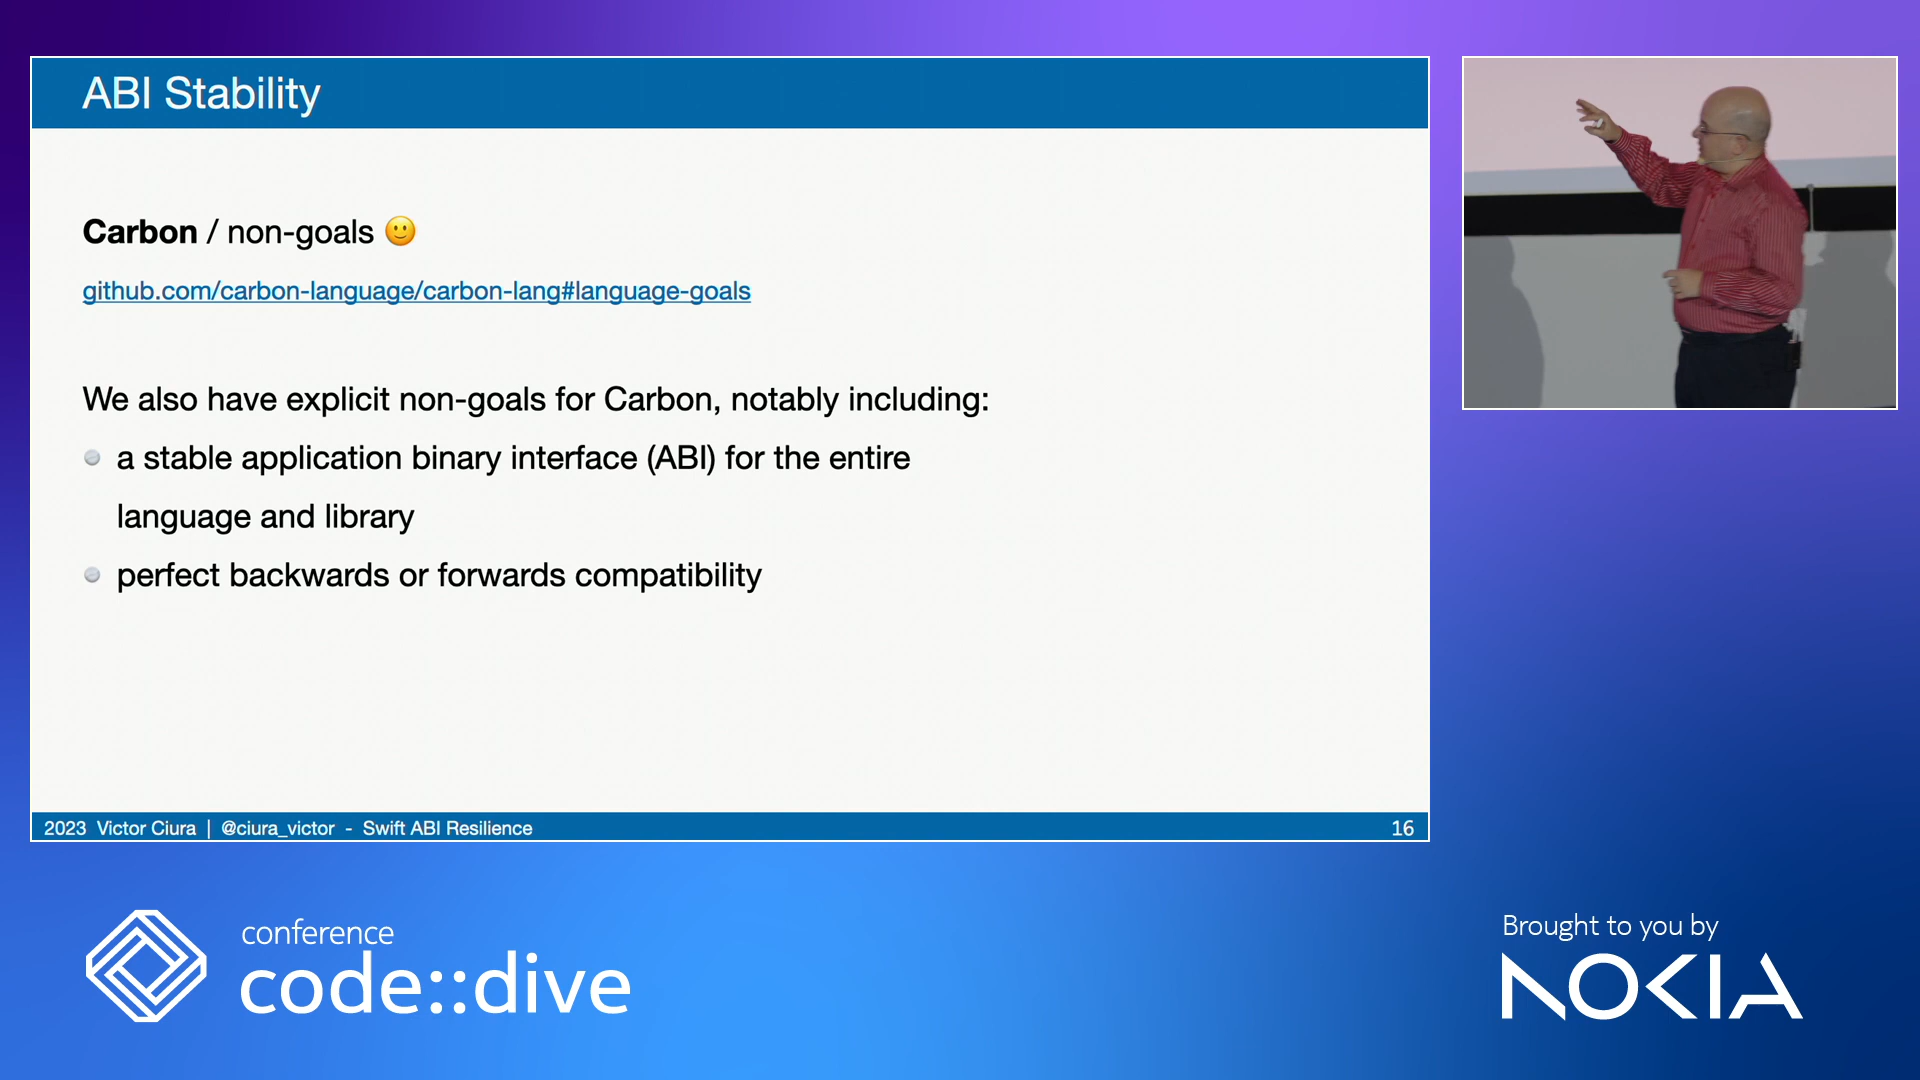 ABI Stability
Carbon / non-goals 🙂
github.com/carbon-language/carbon-lang#language-goals
We also have explicit non-goals for Carbon, notably including:
a stable application binary interface (ABI) for the entire
language and library
perfect backwards or forwards compatibility
2023 Victor Ciura | @ciura_victor - Swift ABI Resilience
16
conference
code::dive
Brought to you by
NOKIA